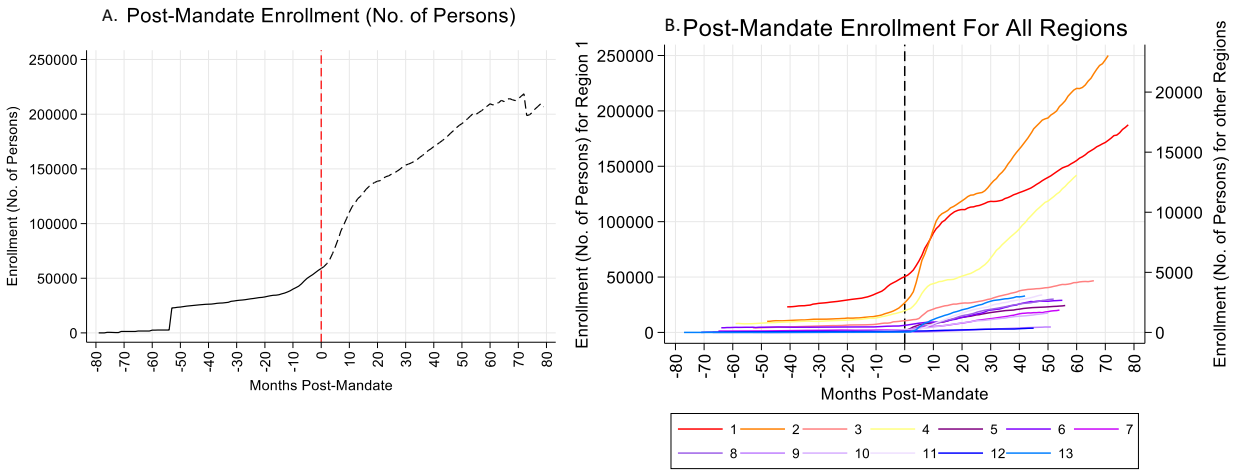 A. Post-Mandate Enrollment (No. of Persons)
Enrollment (No. of Persons)
250000
200000
150000
100000
50000
0
-80 -70 -60 -50 -40 -30 -20 -10 0 10 20 30 40 50 60 70 80
Months Post-Mandate
B. Post-Mandate Enrollment For All Regions
Enrollment (No. of Persons) for Region 1
250000
200000
150000
100000
50000
0
Enrollment (No. of Persons) for other Regions
20000
15000
10000
5000
0
-80 -70 -60 -50 -40 -30 -20 -10 0 10 20 30 40 50 60 70 80
Months Post-Mandate
1 2 3 4 5 6 7
8 9 10 11 12 13